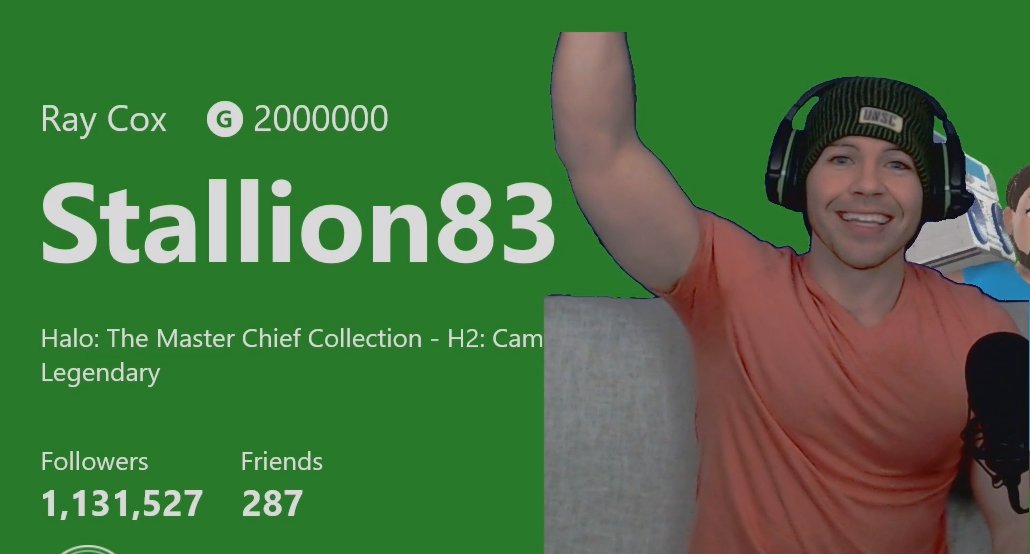 Ray Cox G 2000000
Stallion83
Halo: The Master Chief Collection - H2: Cam
Legendary
Followers Friends
1,131,527 287
UNSC